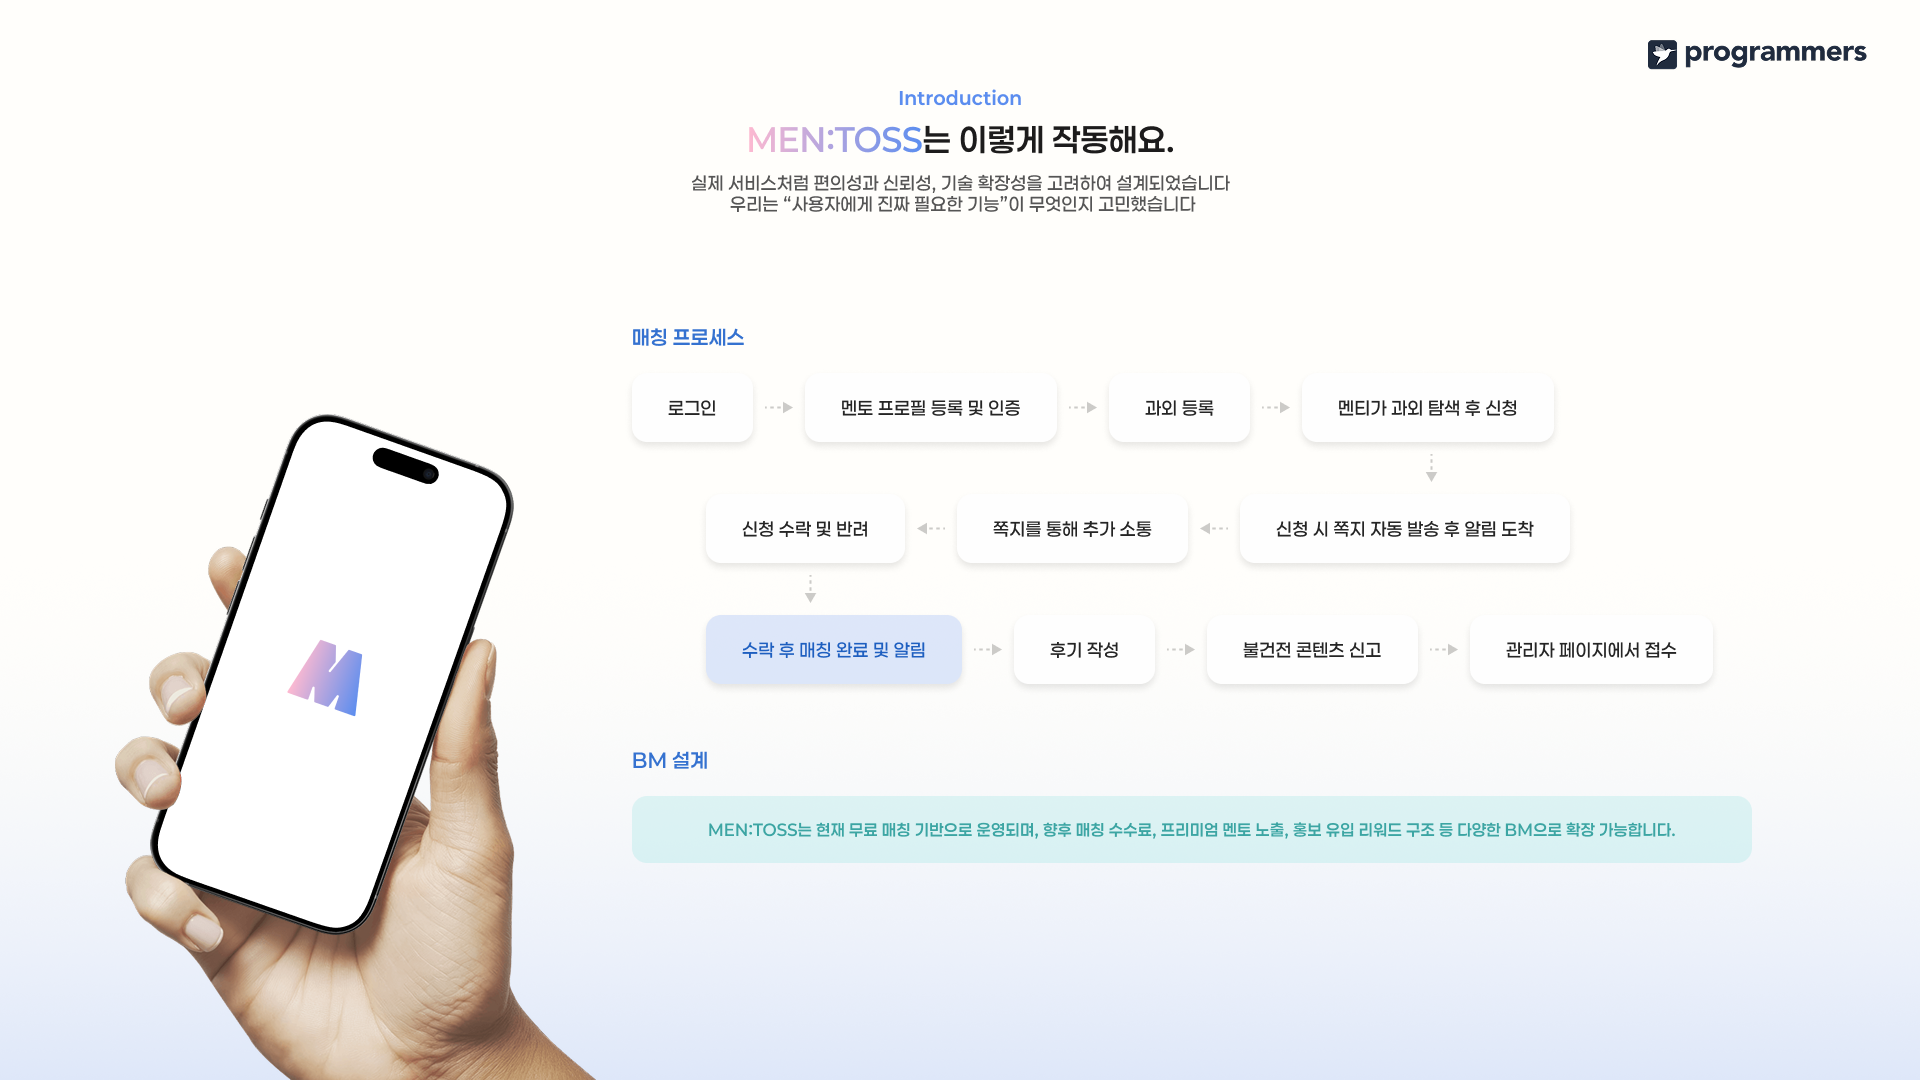 programmers
Introduction
MEN:TOSS는 이렇게 작동해요.
실제 서비스처럼 편의성과 신뢰성, 기술 확장성을 고려하여 설계되었습니다
우리는 “사용자에게 진짜 필요한 기능”이 무엇인지 고민했습니다
매칭 프로세스
로그인
멘토 프로필 등록 및 인증
과외 등록
멘티가 과외 탐색 후 신청
신청 수락 및 반려
쪽지를 통해 추가 소통
신청 시 쪽지 자동 발송 후 알림 도착
수락 후 매칭 완료 및 알림
후기 작성
불건전 콘텐츠 신고
관리자 페이지에서 접수
M
BM 설계
MEN:TOSS는 현재 무료 매칭 기반으로 운영되며, 향후 매칭 수수료, 프리미엄 멘토 노출, 홍보 유입 리워드 구조 등 다양한 BM으로 확장 가능합니다.